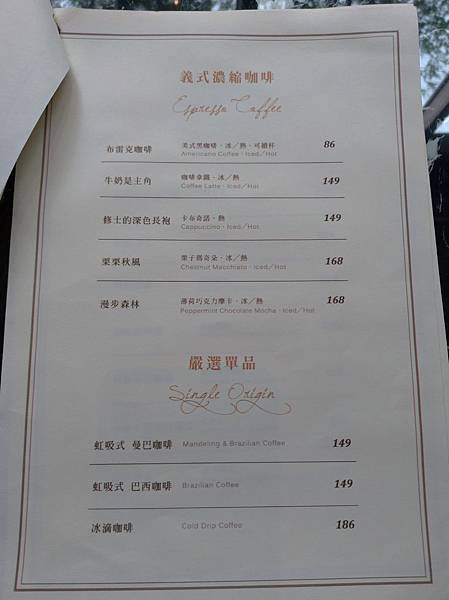 義式濃縮咖啡
Espresso Coffee
布雷克咖啡 美式黑咖啡、冰／熱、可續杯 86
Americano Coffee、Iced／Hot
牛奶是主角 咖啡拿鐵、冰／熱 149
Coffee Latte、Iced／Hot
修士的深色長袍 卡布奇諾、熱 149
Cappuccino、Iced／Hot
栗栗秋風 栗子瑪奇朵、冰／熱 168
Chestnut Macchiato、Iced／Hot
漫步森林 薄荷巧克力摩卡、冰／熱 168
Peppermint Chocolate Mocha、Iced／Hot
嚴選單品
Single Origin
虹吸式 曼巴咖啡 Mandeling & Brazilian Coffee 149
虹吸式 巴西咖啡 Brazilian Coffee 149
冰滴咖啡 Cold Drip Coffee 186